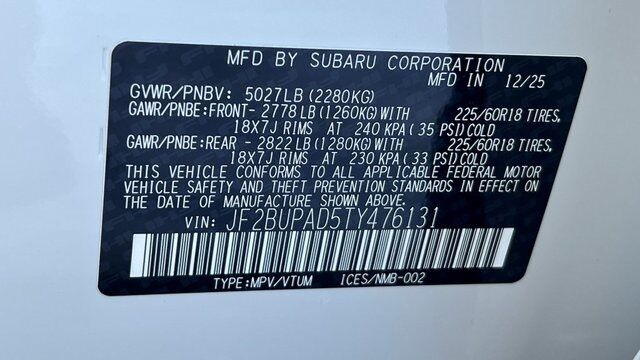 MFD BY SUBARU CORPORATION
MFD IN 12/25
GVWR/PNBV: 5027LB(2280KG)
GAWR/PNBE:FRONT- 2778LB(1260KG)WITH 225/60R18 TIRES,
18X7J RIMS AT 240 KPA(35 PSI)COLD
GAWR/PNBE:REAR - 2822LB(1280KG)WITH 225/60R18 TIRES,
18X7J RIMS AT 230 KPA(33 PSI)COLD
THIS VEHICLE CONFORMS TO ALL APPLICABLE FEDERAL MOTOR
VEHICLE SAFETY AND THEFT PREVENTION STANDARDS IN EFFECT ON
THE DATE OF MANUFACTURE SHOWN ABOVE.
VIN: JF2BUPAD5TY476131
TYPE:MPV/VTUM ICES/NMB-002